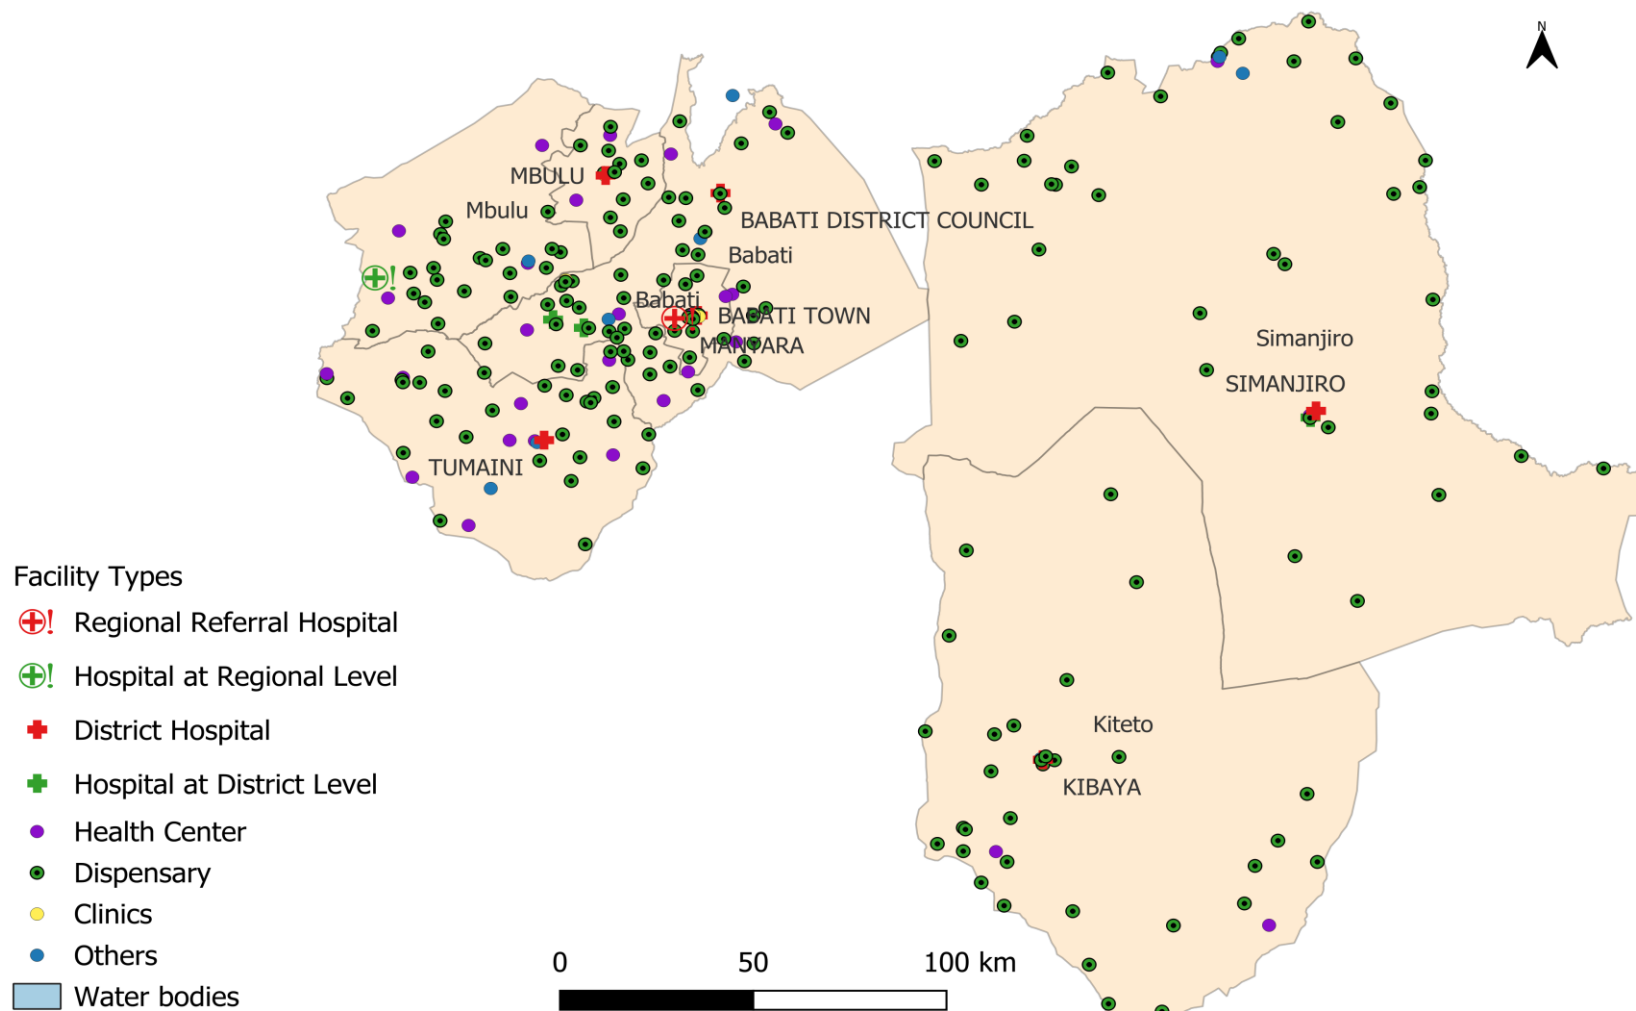 N
MBULU
Mbulu
BABATI DISTRICT COUNCIL
Babati
Babati
BABATI TOWN
MANYARA
Simanjiro
SIMANJIRO
TUMAINI
Kiteto
KIBAYA
Facility Types
Regional Referral Hospital
Hospital at Regional Level
District Hospital
Hospital at District Level
Health Center
Dispensary
Clinics
Others
Water bodies
0 50 100 km